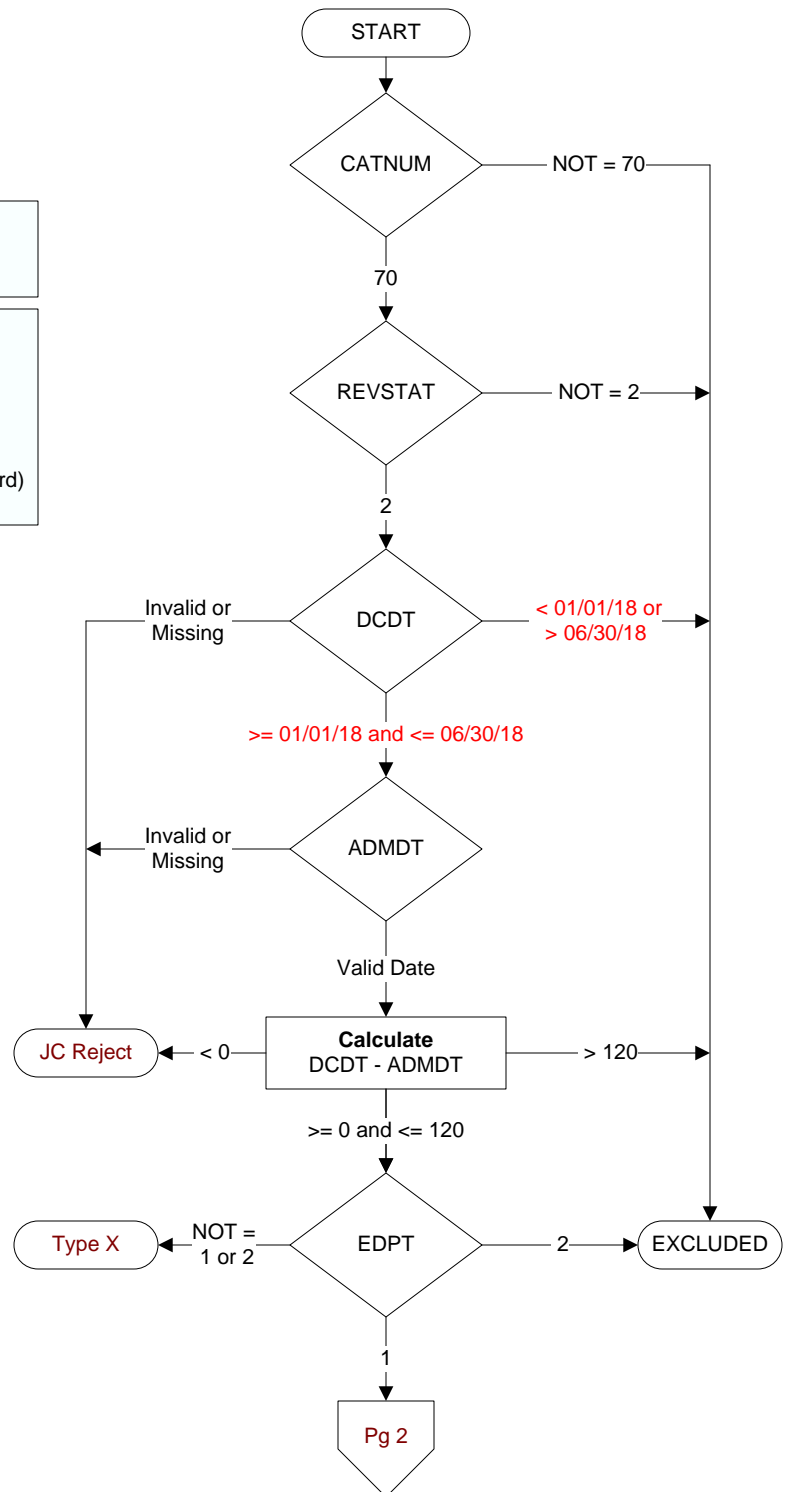 START
CATNUM
NOT = 70
70
REVSTAT
NOT = 2
rd)
2
Invalid or
Missing
DCDT
< 01/01/18 or
> 06/30/18
>= 01/01/18 and <= 06/30/18
Invalid or
Missing
ADMDT
Valid Date
JC Reject
< 0
Calculate
DCDT - ADMDT
> 120
>= 0 and <= 120
Type X
NOT =
1 or 2
EDPT
2
EXCLUDED
1
Pg 2